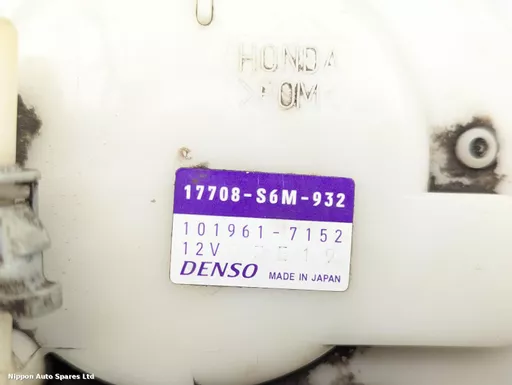 HONDA
17708-S6M-932
101961-7152
12V
DENSO MADE IN JAPAN
Nippon Auto Spares Ltd